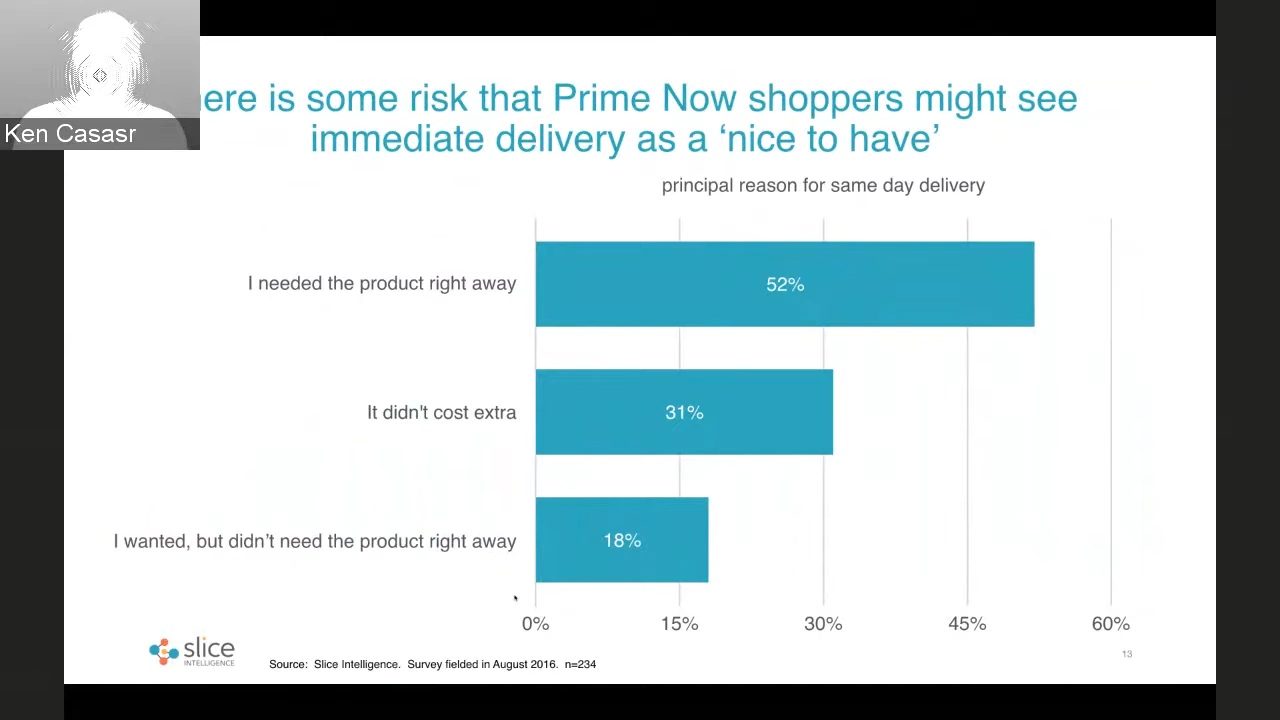 ere is some risk that Prime Now shoppers might see
immediate delivery as a ‘nice to have’
Ken Casasr
principal reason for same day delivery
I needed the product right away
52%
It didn't cost extra
31%
I wanted, but didn’t need the product right away
18%
0% 15% 30% 45% 60%
slice
INTELLIGENCE
Source: Slice Intelligence. Survey fielded in August 2016. n=234
13